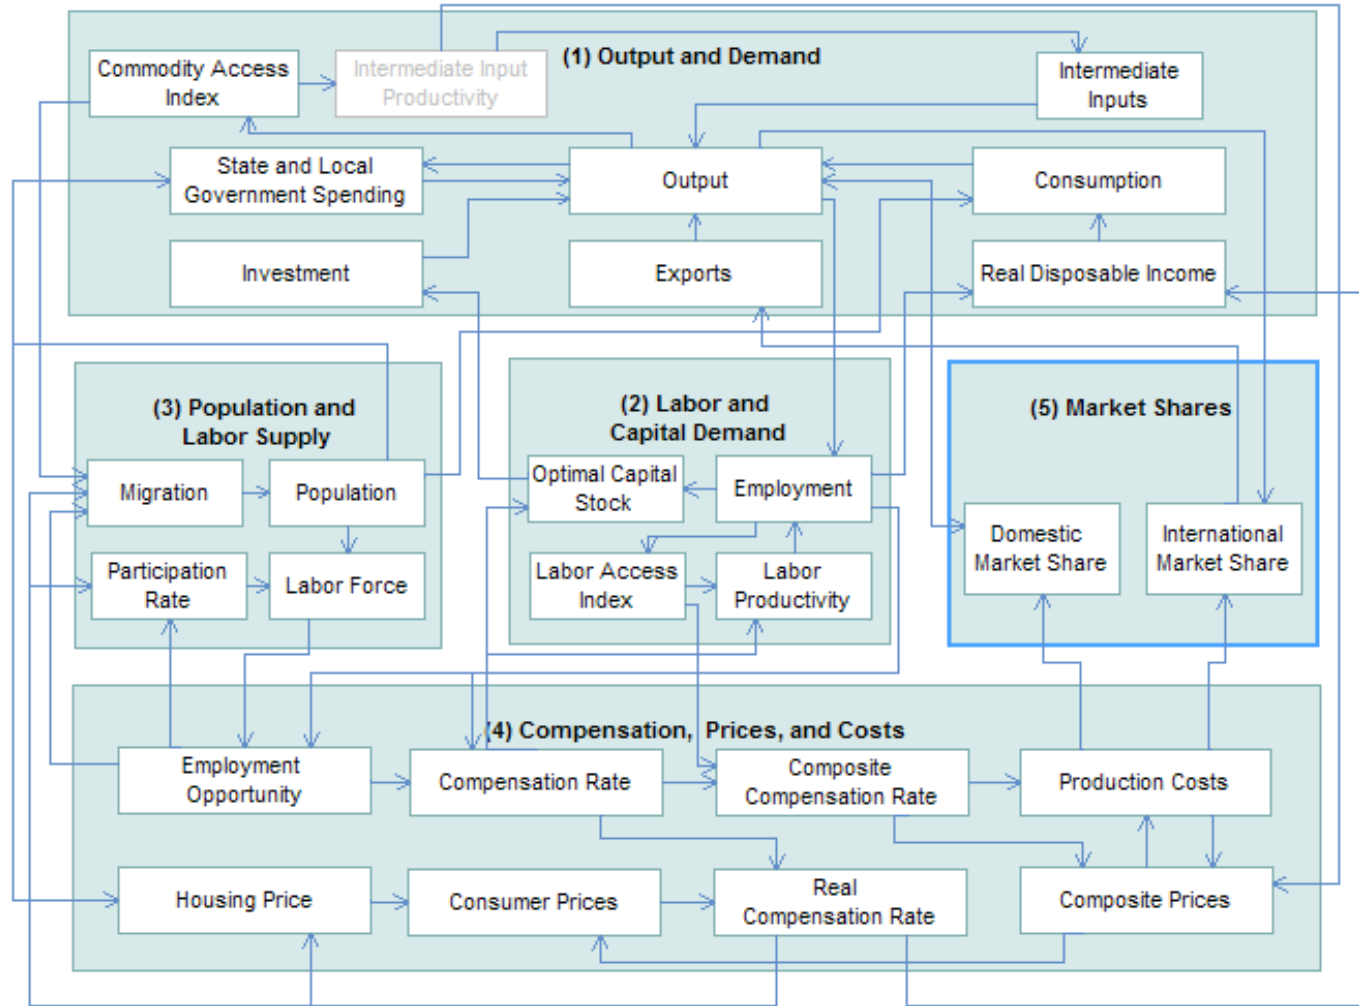 (1) Output and Demand
Commodity Access
Index
Intermediate Input
Productivity
Intermediate
Inputs
State and Local
Government Spending
Output
Consumption
Investment
Exports
Real Disposable Income
(3) Population and
Labor Supply
Migration
Population
Participation
Rate
Labor Force
(2) Labor and
Capital Demand
Optimal Capital
Stock
Employment
Labor Access
Index
Labor
Productivity
(5) Market Shares
Domestic
Market Share
International
Market Share
(4) Compensation, Prices, and Costs
Employment
Opportunity
Compensation Rate
Composite
Compensation Rate
Production Costs
Housing Price
Consumer Prices
Real
Compensation Rate
Composite Prices